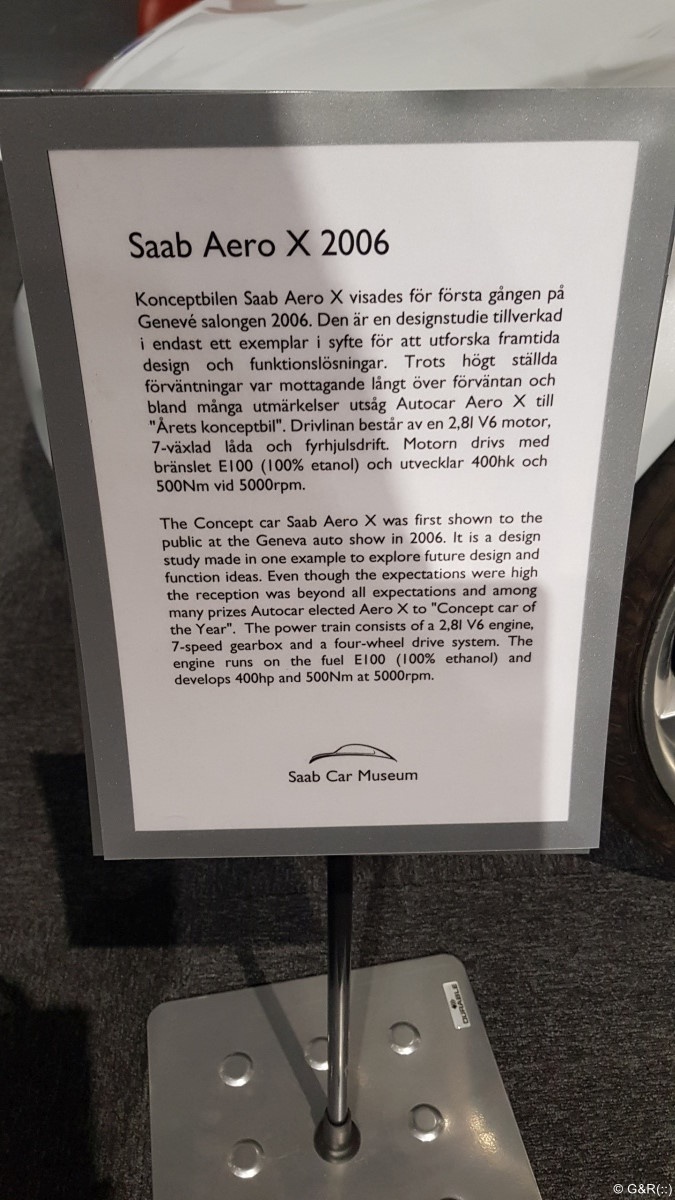 Saab Aero X 2006
Konceptbilen Saab Aero X visades för första gången på
Genevé salongen 2006. Den är en designstudie tillverkad
i endast ett exemplar i syfte för att utforska framtida
design och funktionslösningar. Trots högt ställda
förväntningar var mottagande långt över förväntan och
bland många utmärkelser utsåg Autocar Aero X till
"Årets konceptbil". Drivlinan består av en 2,8l V6 motor,
7-växlad låda och fyrhjulsdrift. Motorn drivs med
bränslet E100 (100% etanol) och utvecklar 400hk och
500Nm vid 5000rpm.
The Concept car Saab Aero X was first shown to the
public at the Geneva auto show in 2006. It is a design
study made in one example to explore future design and
function ideas. Even though the expectations were high
the reception was beyond all expectations and among
many prizes Autocar elected Aero X to "Concept car of
the Year". The power train consists of a 2,8l V6 engine,
7-speed gearbox and a four-wheel drive system. The
engine runs on the fuel E100 (100% ethanol) and
develops 400hp and 500Nm at 5000rpm.
Saab Car Museum
DURABLE
© G&R(::)